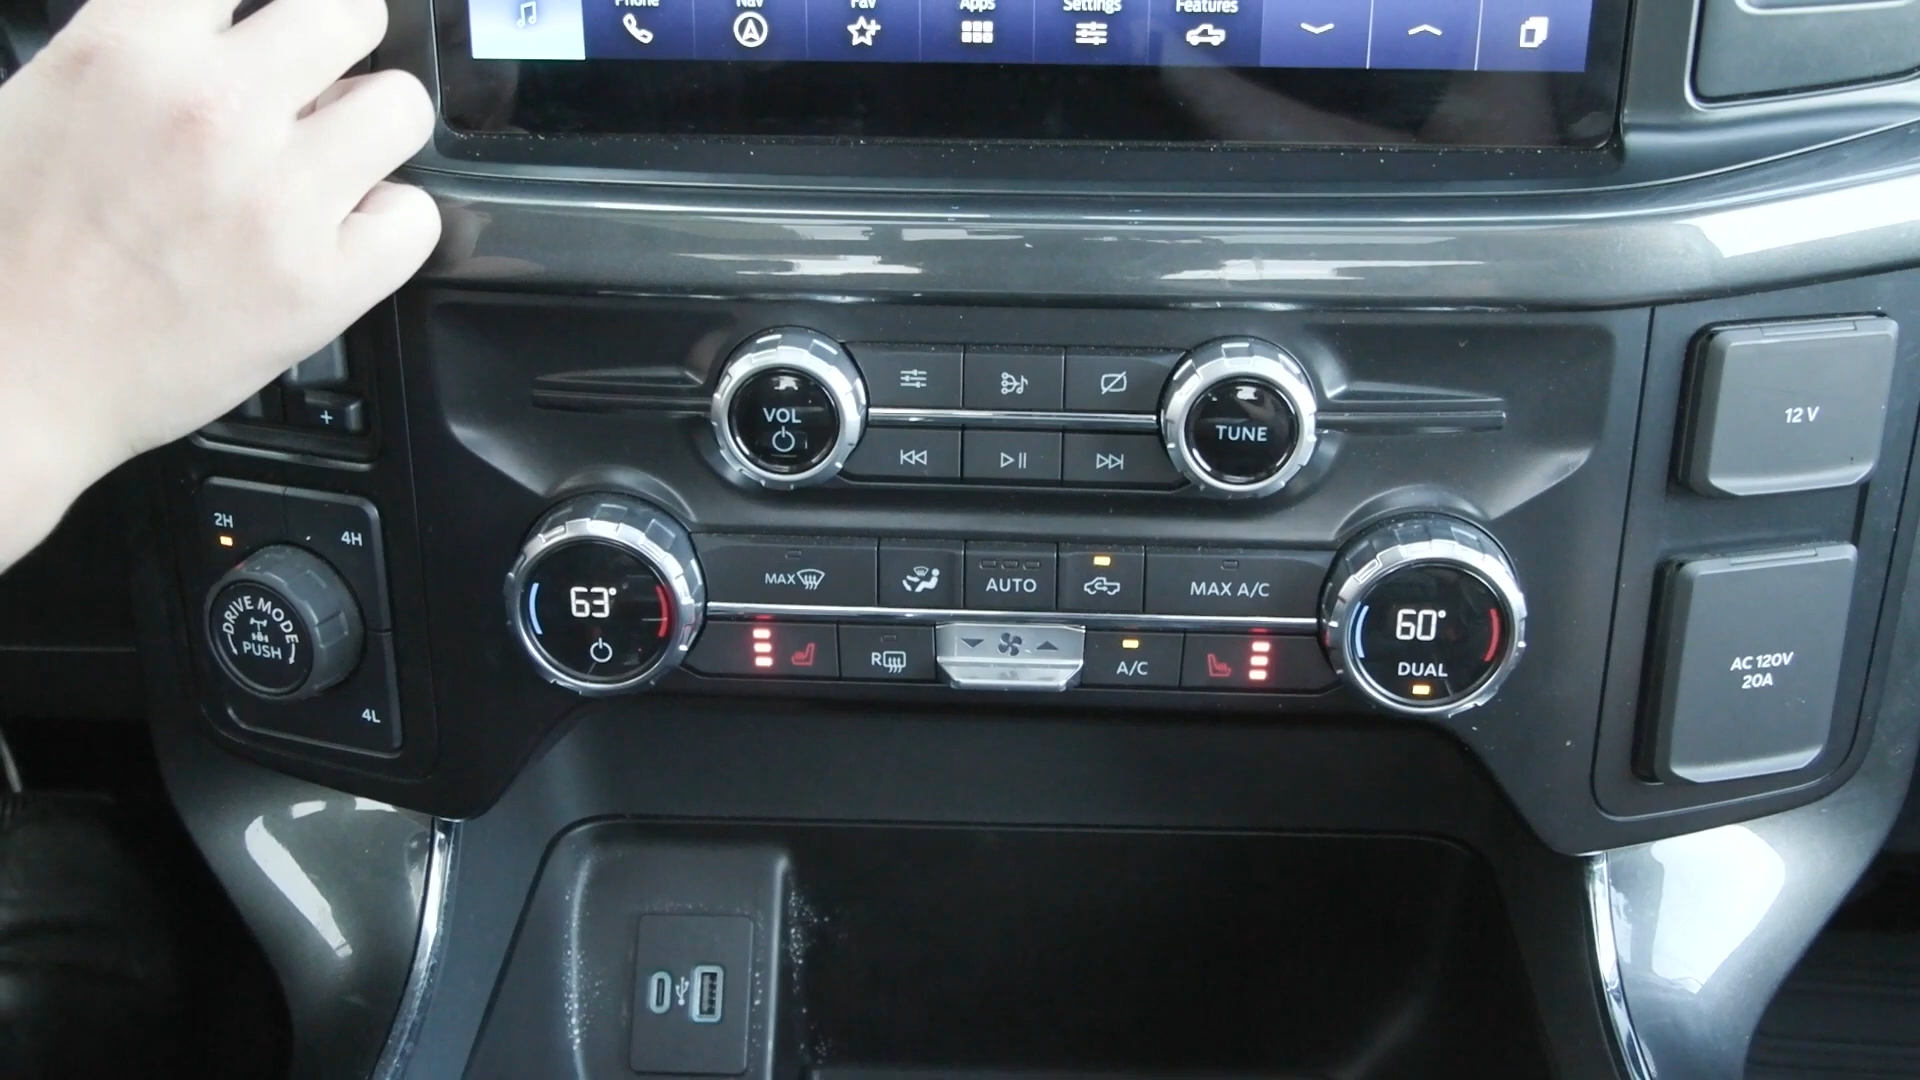 Phone
Nav
Fav
Apps
Settings
Features
+
VOL
TUNE
12 V
2H
4H
DRIVE MODE
PUSH
4L
63°
MAX
AUTO
MAX A/C
R
A/C
60°
DUAL
AC 120V
20A